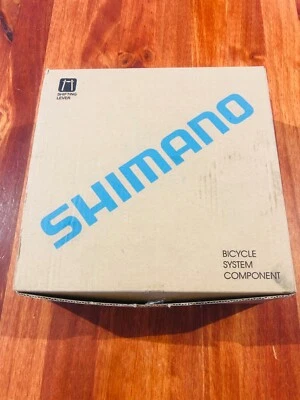 SHIFTING
LEVER
SHIMANO
BICYCLE
SYSTEM
COMPONENT